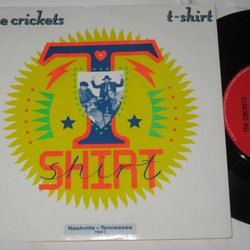 e crickets
t-shirt
T
SHIRT
shirt
Nashville – Tennessee
THE CRICKETS